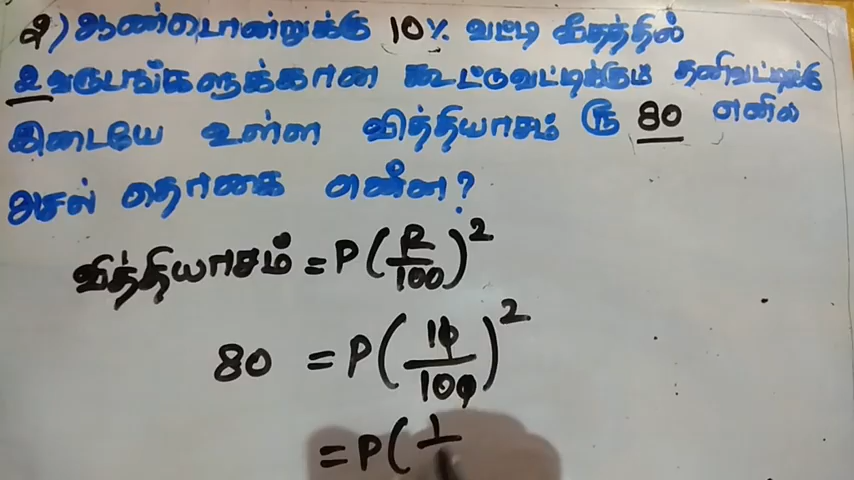 2) ஆண்டொன்றுக்கு 10% வட்டி வீதத்தில்
2 வருடங்களுக்கான கூட்டுவட்டிக்கும் தனிவட்டிக்கு
இடையே உள்ள வித்தியாசம் ரூ 80 எனில்
அசல் தொகை என்ன?
வித்தியாசம் = P(R/100)²
80 = P(10/100)²
= P(1